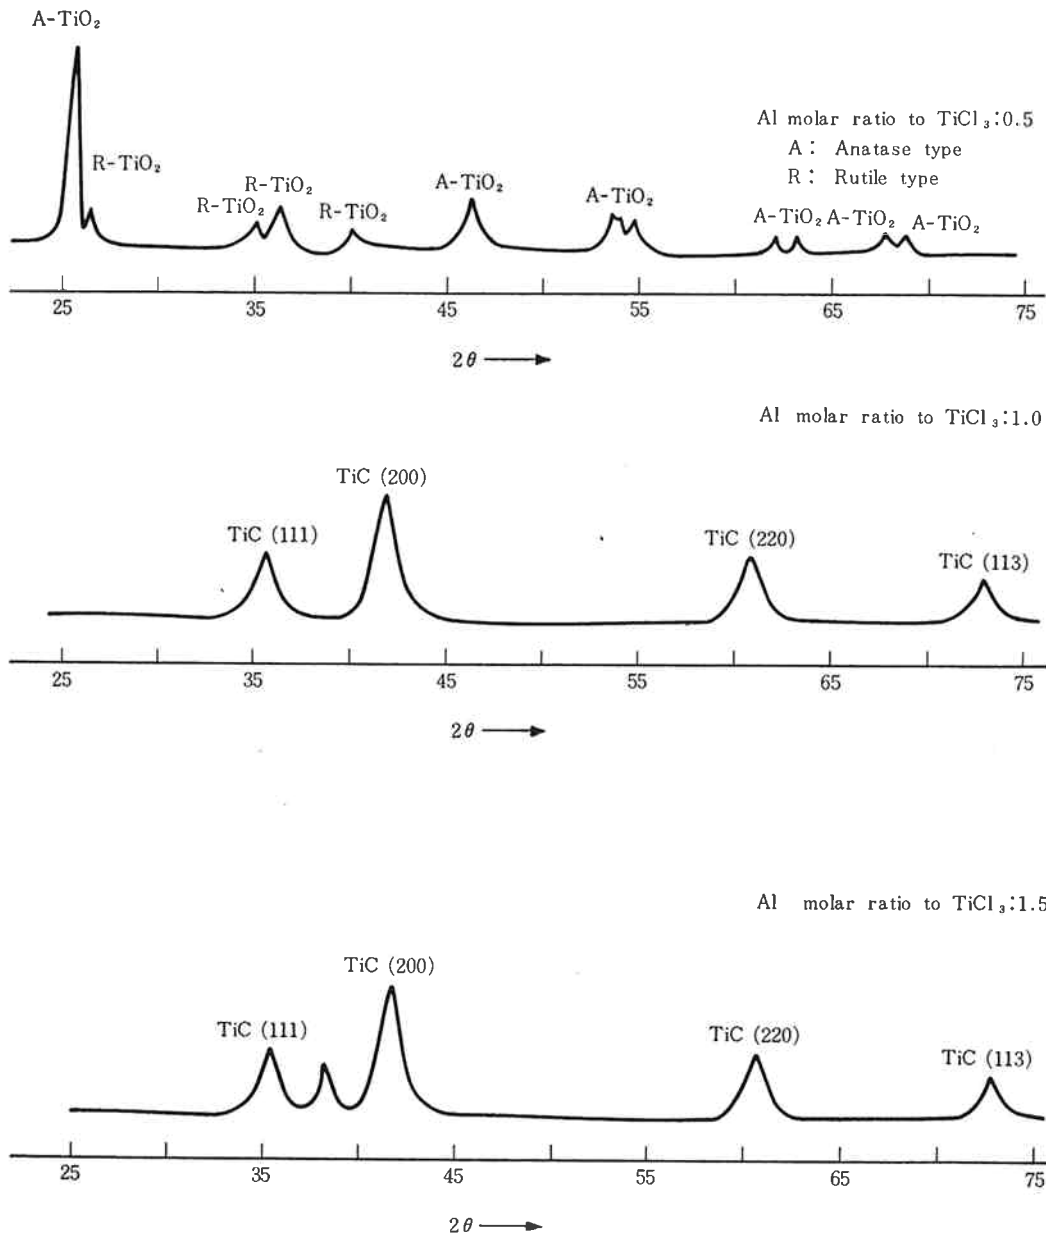 A-TiO₂
Al molar ratio to TiCl₃:0.5
A: Anatase type
R: Rutile type
R-TiO₂
R-TiO₂
R-TiO₂
R-TiO₂
A-TiO₂
A-TiO₂
A-TiO₂ A-TiO₂ A-TiO₂
25 35 45 55 65 75
2θ
Al molar ratio to TiCl₃:1.0
TiC (111)
TiC (200)
TiC (220)
TiC (113)
25 35 45 55 65 75
2θ
Al molar ratio to TiCl₃:1.5
TiC (111)
TiC (200)
TiC (220)
TiC (113)
25 35 45 55 65 75
2θ